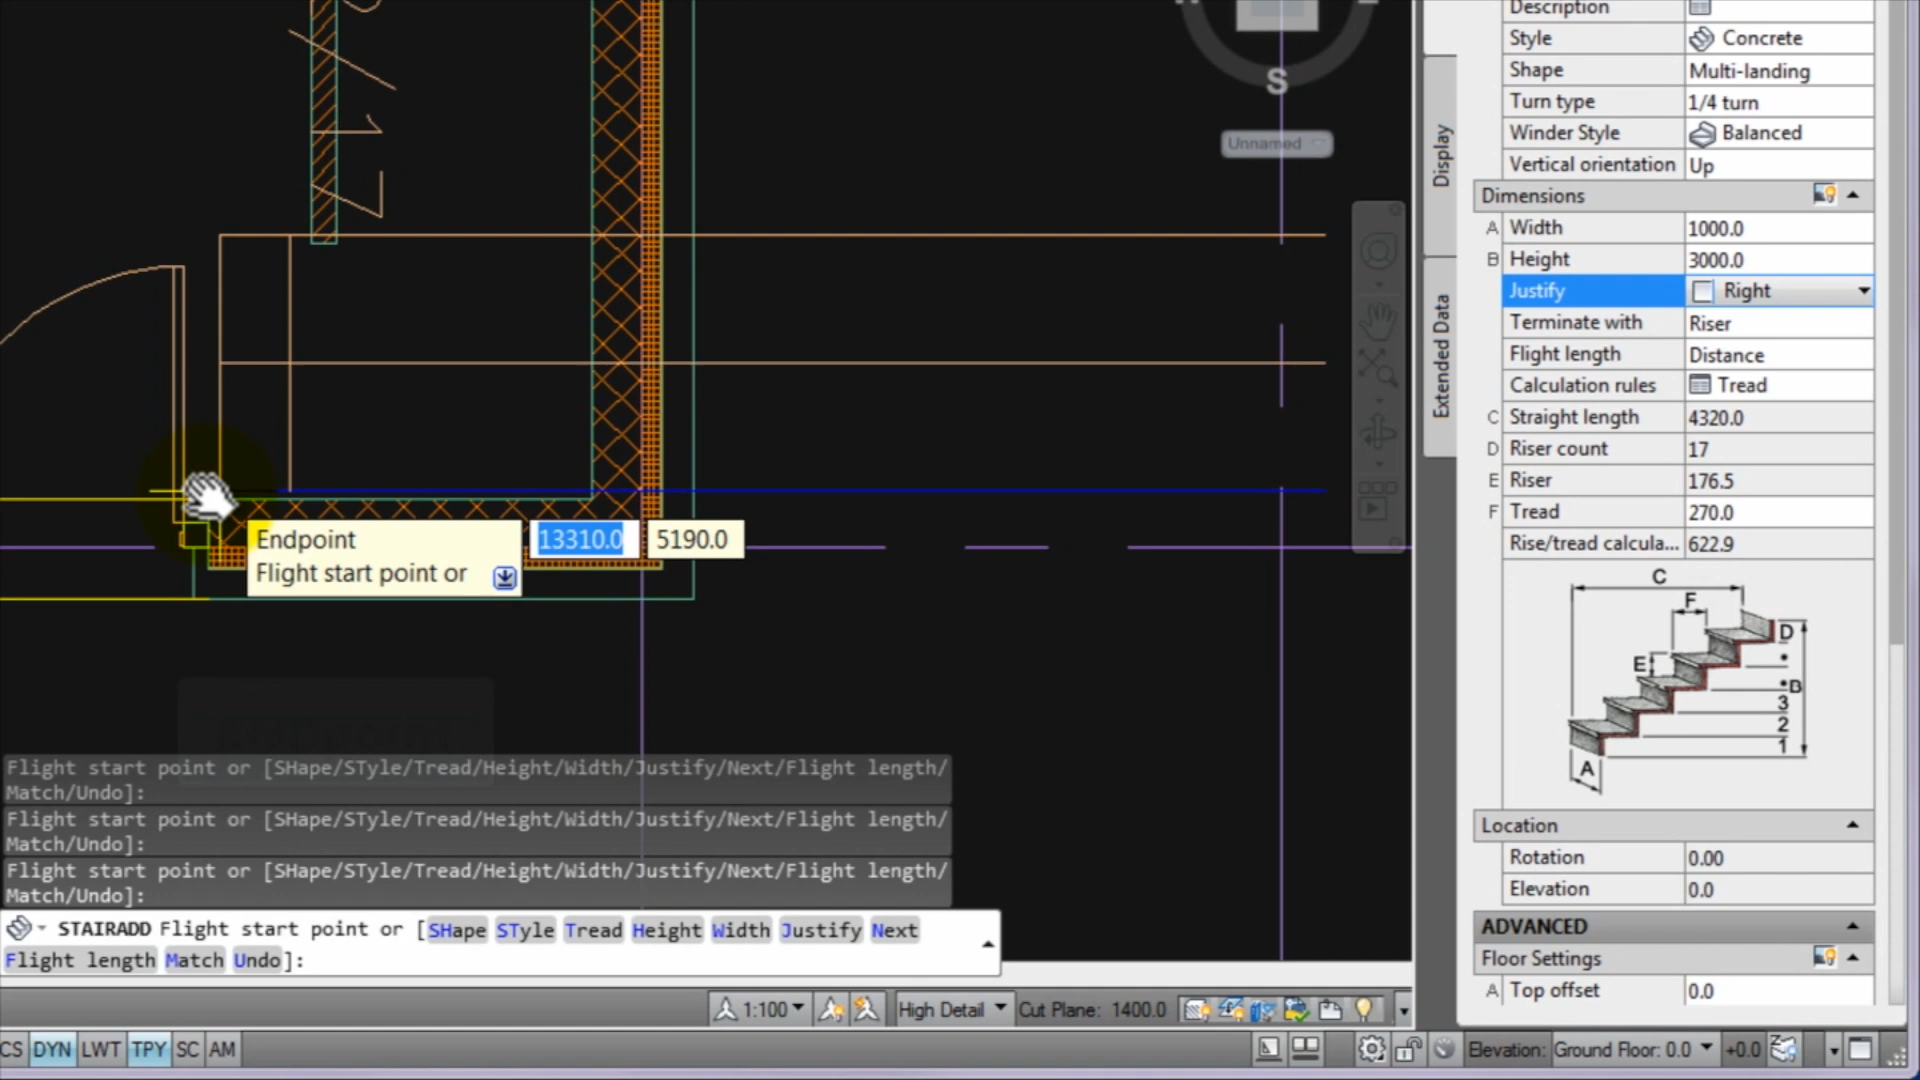 Description
Style Concrete
Shape Multi-landing
Turn type 1/4 turn
Winder Style Balanced
Vertical orientation Up
Dimensions
A Width 1000.0
B Height 3000.0
Justify Right
Terminate with Riser
Flight length Distance
Calculation rules Tread
C Straight length 4320.0
D Riser count 17
E Riser 176.5
F Tread 270.0
Rise/tread calcula... 622.9
C
F
D
E
*
*B
3
2
1
A
Location
Rotation 0.00
Elevation 0.0
ADVANCED
Floor Settings
A Top offset 0.0
Display
Extended Data
S
Unnamed
Endpoint 13310.0 5190.0
Flight start point or
Flight start point or [SHape/STyle/Tread/Height/Width/Justify/Next/Flight length/
Match/Undo]:
Flight start point or [SHape/STyle/Tread/Height/Width/Justify/Next/Flight length/
Match/Undo]:
Flight start point or [SHape/STyle/Tread/Height/Width/Justify/Next/Flight length/
Match/Undo]:
STAIRADD Flight start point or [SHape STyle Tread Height Width Justify Next
Flight length Match Undo]:
1:100 High Detail Cut Plane: 1400.0
CS DYN LWT TPY SC AM Elevation: Ground Floor: 0.0 +0.0